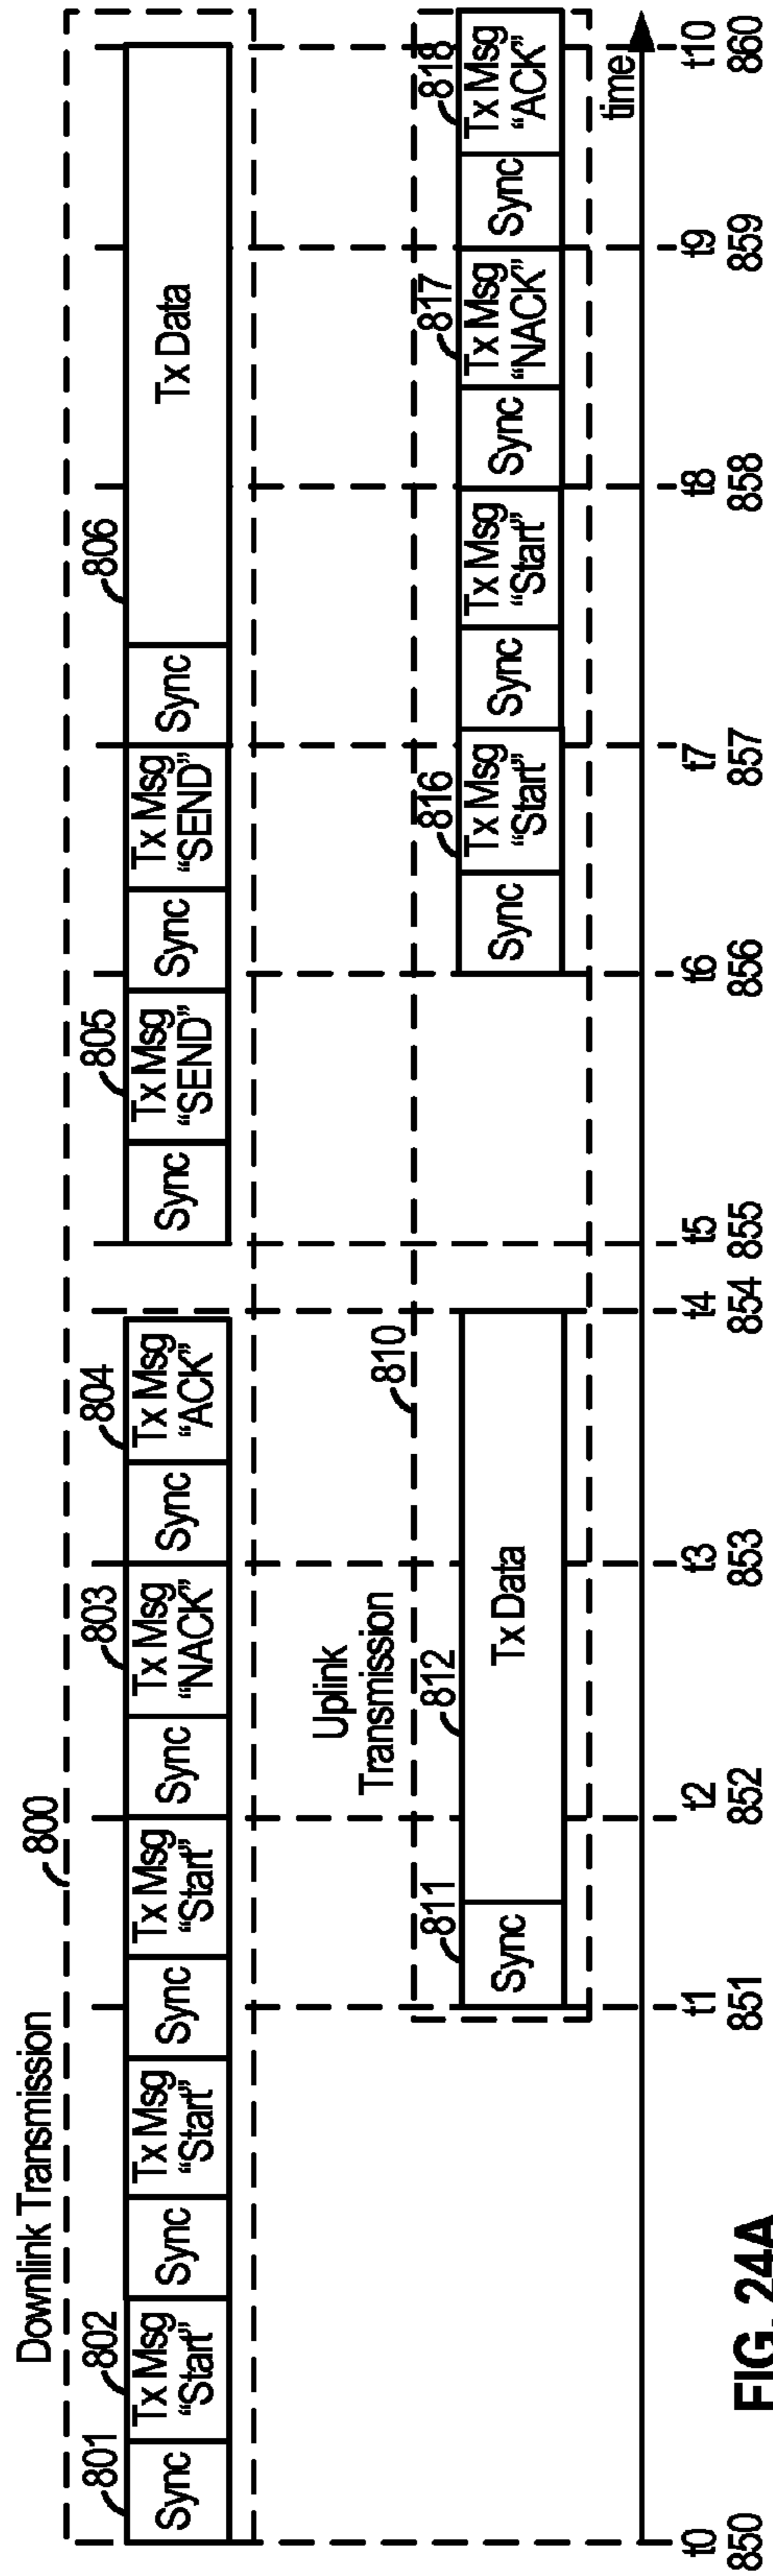 Downlink Transmission
800
801
802
803
804
805
806
Sync
Tx Msg
“Start”
Sync
Tx Msg
“Start”
Sync
Tx Msg
“Start”
Sync
Tx Msg
“NACK”
Sync
Tx Msg
“ACK”
Sync
Tx Msg
“SEND”
Sync
Tx Msg
“SEND”
Sync
Tx Data
Uplink
Transmission
810
811
812
816
817
818
Sync
Tx Data
Sync
Tx Msg
“Start”
Sync
Tx Msg
“Start”
Sync
Tx Msg
“NACK”
Sync
Tx Msg
“ACK”
time
t0 t1 t2 t3 t4 t5 t6 t7 t8 t9 t10
850 851 852 853 854 855 856 857 858 859 860
FIG. 24A